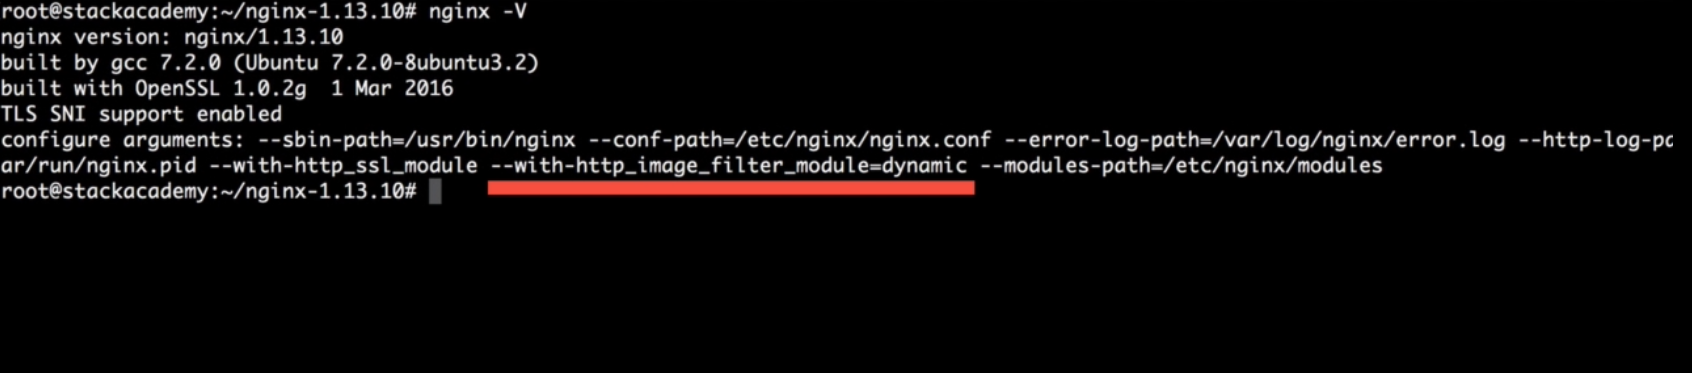 root@stackacademy:~/nginx-1.13.10# nginx -V
nginx version: nginx/1.13.10
built by gcc 7.2.0 (Ubuntu 7.2.0-8ubuntu3.2)
built with OpenSSL 1.0.2g  1 Mar 2016
TLS SNI support enabled
configure arguments: --sbin-path=/usr/bin/nginx --conf-path=/etc/nginx/nginx.conf --error-log-path=/var/log/nginx/error.log --http-log-pa
ar/run/nginx.pid --with-http_ssl_module --with-http_image_filter_module=dynamic --modules-path=/etc/nginx/modules
root@stackacademy:~/nginx-1.13.10#